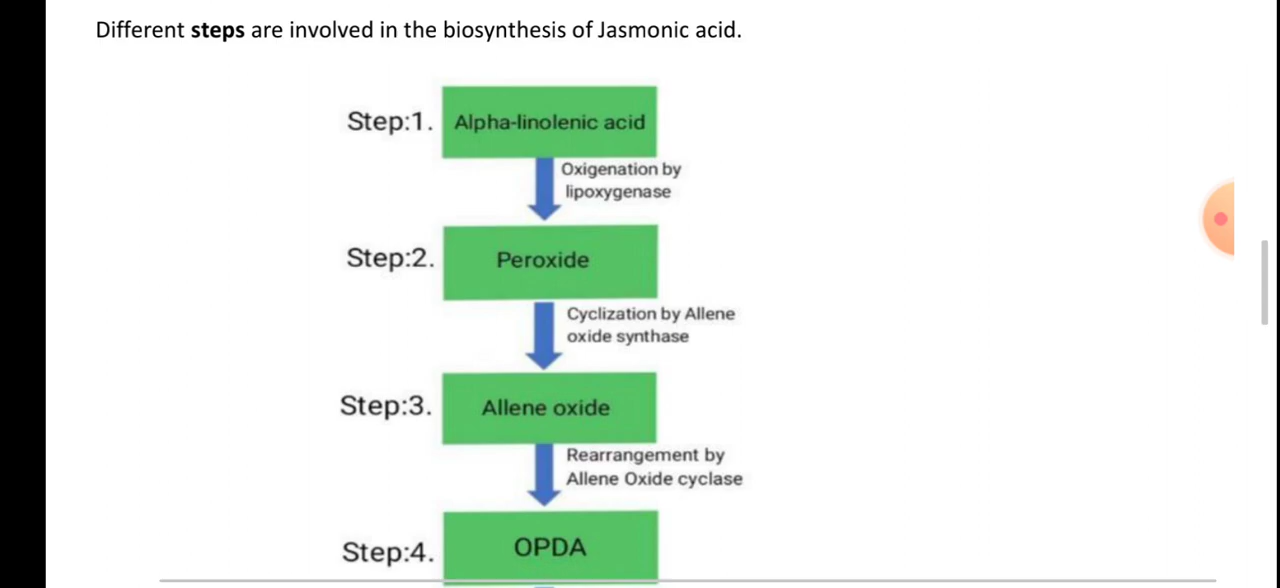 Different steps are involved in the biosynthesis of Jasmonic acid.
Step:1.
Alpha-linolenic acid
Oxigenation by
lipoxygenase
Step:2.
Peroxide
Cyclization by Allene
oxide synthase
Step:3.
Allene oxide
Rearrangement by
Allene Oxide cyclase
Step:4.
OPDA